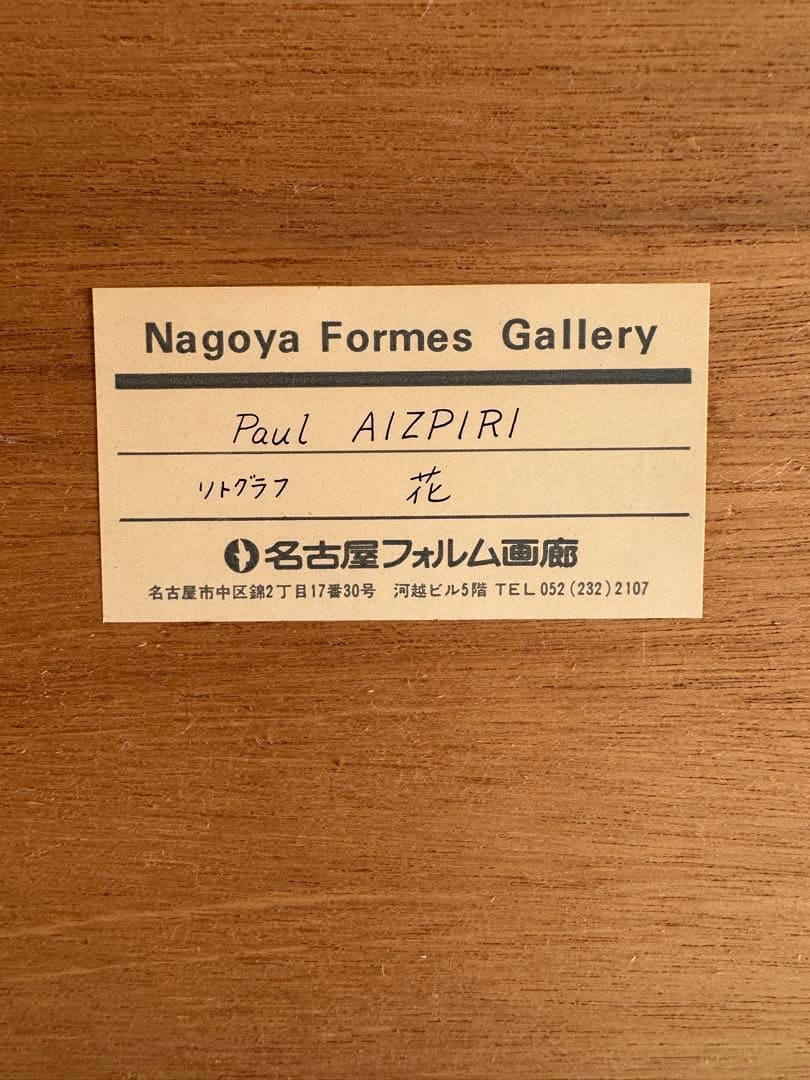 Nagoya Formes Gallery
Paul AIZPIRI
リトグラフ 花
名古屋フォルム画廊
名古屋市中区錦2丁目17番30号 河越ビル5階 TEL 052(232)2107